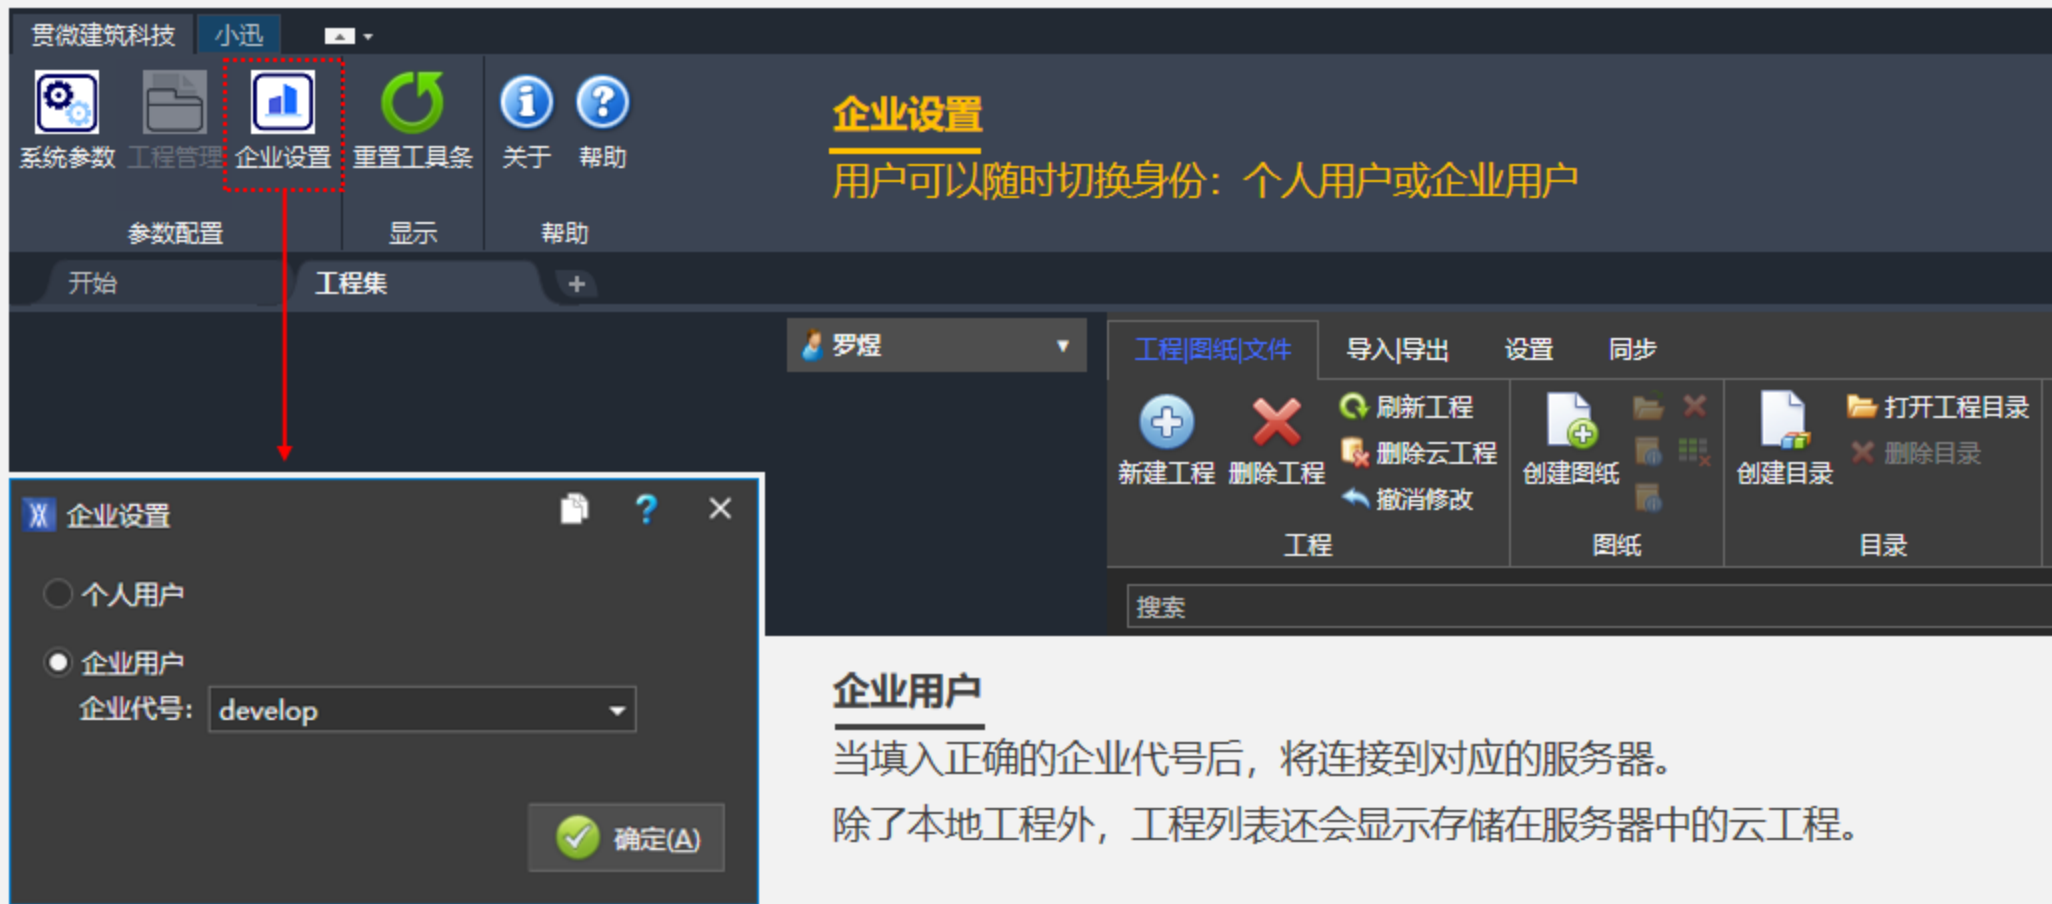 贯微建筑科技 小迅
系统参数 工程管理 企业设置 重置工具条 关于 帮助
参数配置 显示 帮助
企业设置
用户可以随时切换身份：个人用户或企业用户
开始 工程集 +
罗煜
工程|图纸|文件 导入|导出 设置 同步
新建工程 删除工程 刷新工程 删除云工程 撤消修改
创建图纸 创建目录 打开工程目录 删除目录
工程 图纸 目录
搜索
企业设置
个人用户
企业用户
企业代号: develop
确定(A)
企业用户
当填入正确的企业代号后，将连接到对应的服务器。
除了本地工程外，工程列表还会显示存储在服务器中的云工程。